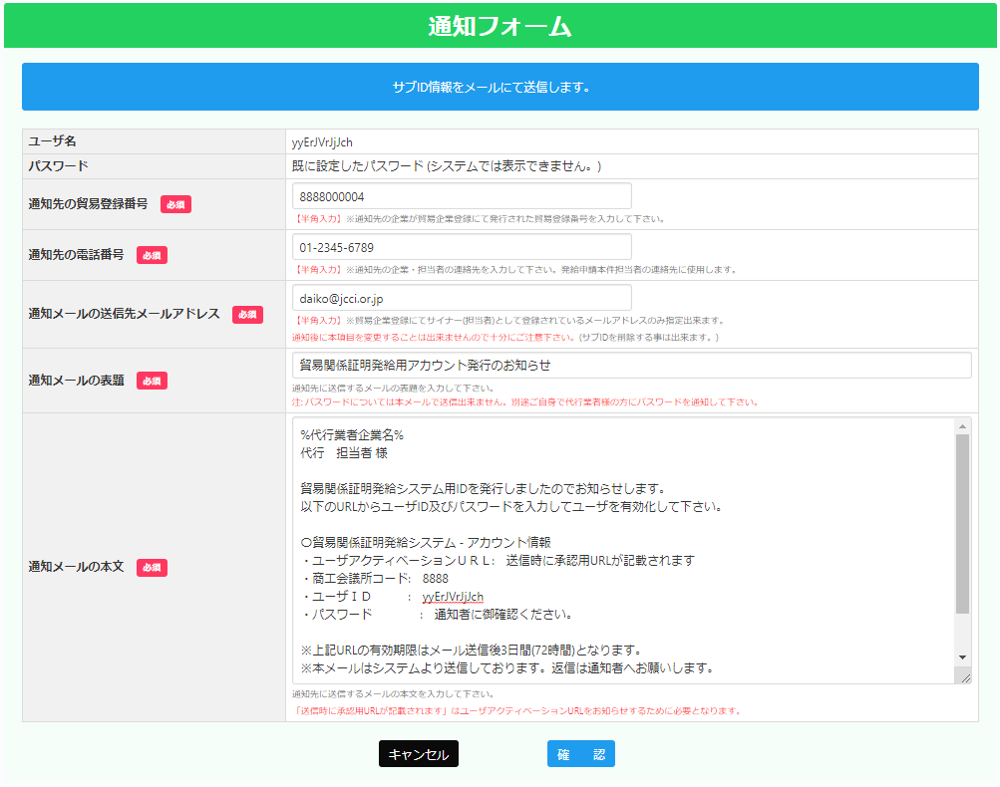 通知フォーム
サブID情報をメールにて送信します。
ユーザ名
yyErJVrJjJch
パスワード
既に設定したパスワード (システムでは表示できません。)
通知先の貿易登録番号 必須
8888000004
【半角入力】※通知先の企業が貿易企業登録にて発行された貿易登録番号を入力して下さい。
通知先の電話番号 必須
01-2345-6789
【半角入力】※通知先の企業・担当者の連絡先を入力して下さい。発給申請本件担当者の連絡先に使用します。
通知メールの送信先メールアドレス 必須
daiko@jcci.or.jp
【半角入力】※貿易企業登録にてサイナー(担当者)として登録されているメールアドレスのみ指定出来ます。
通知後に本項目を変更することは出来ませんので十分にご注意下さい。(サブIDを削除する事は出来ます。)
通知メールの表題 必須
貿易関係証明発給用アカウント発行のお知らせ
通知先に送信するメールの表題を入力して下さい。
注: パスワードについては本メールで送信出来ません。別途ご自身で代行業者様の方にパスワードを通知して下さい。
通知メールの本文 必須
%代行業者企業名%
代行　担当者 様
貿易関係証明発給システム用IDを発行しましたのでお知らせします。
以下のURLからユーザID及びパスワードを入力してユーザを有効化して下さい。
○貿易関係証明発給システム - アカウント情報
・ユーザアクティベーションＵＲＬ:　送信時に承認用URLが記載されます
・商工会議所コード:　8888
・ユーザＩＤ　　　:　yyErJVrJjJch
・パスワード　　　　:　通知者に御確認ください。
※上記URLの有効期限はメール送信後3日間(72時間)となります。
※本メールはシステムより送信しております。返信は通知者へお願いします。
通知先に送信するメールの本文を入力して下さい。
「送信時に承認用URLが記載されます」はユーザアクティベーションURLをお知らせするために必要となります。
キャンセル
確　認